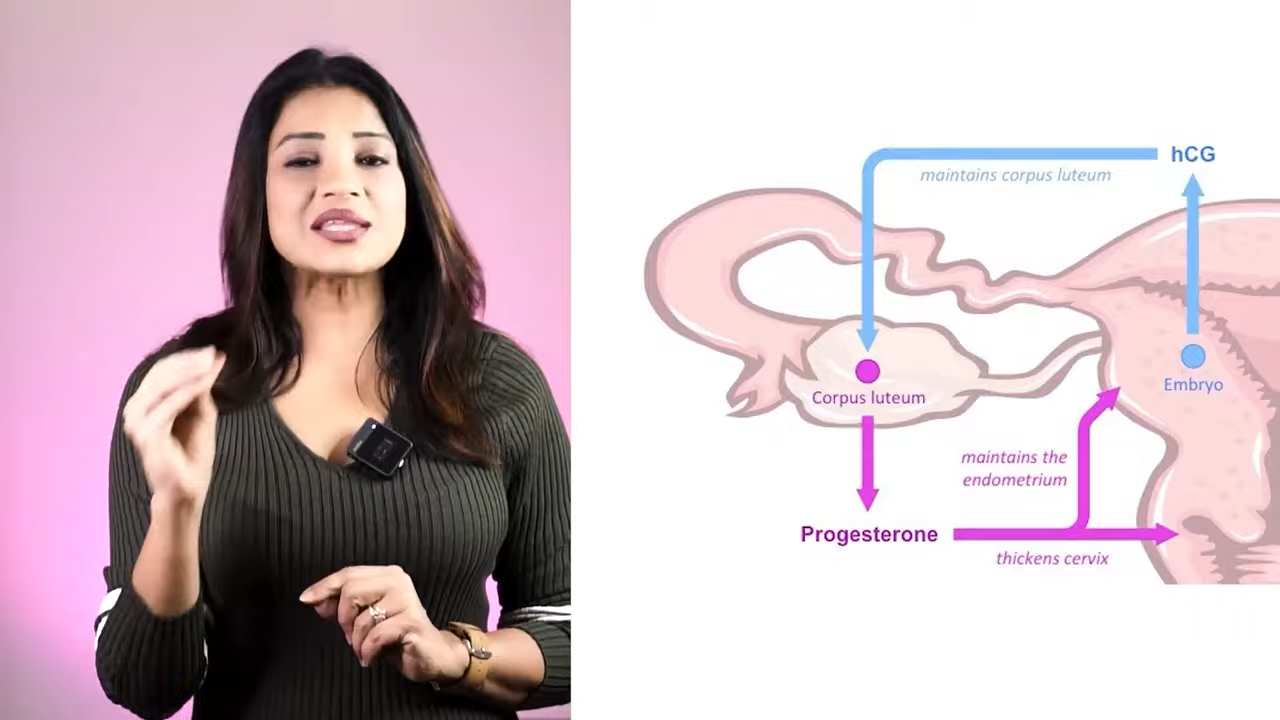 hCG
maintains corpus luteum
Embryo
Corpus luteum
maintains the
endometrium
Progesterone
thickens cervix